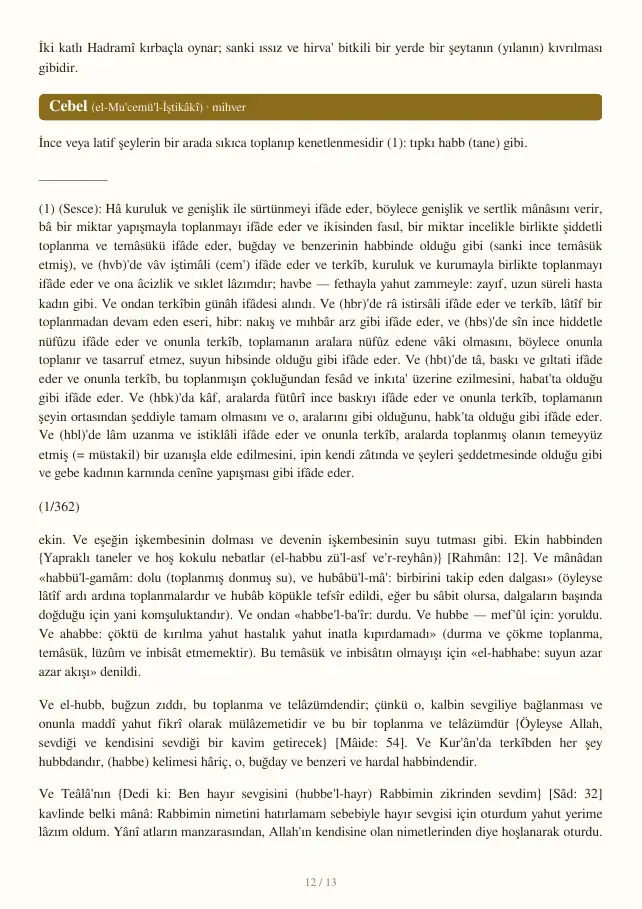 İki katlı Hadramî kırbaçla oynar; sanki ıssız ve hirva' bitkili bir yerde bir şeytanın (yılanın) kıvrılması
gibidir.
Cebel (el-Mu'cemü'l-İştikâkî) · mihver
İnce veya latif şeylerin bir arada sıkıca toplanıp kenetlenmesidir (1): tıpkı habb (tane) gibi.
___________
(1) (Sesce): Hâ kuruluk ve genişlik ile sürtünmeyi ifâde eder, böylece genişlik ve sertlik mânâsını verir,
bâ bir miktar yapışmayla toplanmayı ifâde eder ve ikisinden fasıl, bir miktar incelikle birlikte şiddetli
toplanma ve temâsükü ifâde eder, buğday ve benzerinin habbinde olduğu gibi (sanki ince temâsük
etmiş), ve (hvb)'de vâv iştimâli (cem') ifâde eder ve terkîb, kuruluk ve kurumayla birlikte toplanmayı
ifâde eder ve ona âcizlik ve sıklet lâzımdır; havbe — fethayla yahut zammeyle: zayıf, uzun süreli hasta
kadın gibi. Ve ondan terkîbin günâh ifâdesi alındı. Ve (hbr)'de râ istirsâli ifâde eder ve terkîb, lâtîf bir
toplanmadan devam eden eseri, hibr: nakış ve mıhbâr arz gibi ifâde eder, ve (hbs)'de sîn ince hiddetle
nüfûzu ifâde eder ve onunla terkîb, toplamanın aralara nüfûz edene vâki olmasını, böylece onunla
toplanır ve tasarruf etmez, suyun hibsinde olduğu gibi ifâde eder. Ve (hbt)'de tâ, baskı ve gıltati ifâde
eder ve onunla terkîb, bu toplanmışın çokluğundan fesâd ve inkıta' üzerine ezilmesini, habat'ta olduğu
gibi ifâde eder. Ve (hbk)'da kâf, aralarda fütûrî ince baskıyı ifâde eder ve onunla terkîb, toplamanın
şeyin ortasından şeddiyle tamam olmasını ve o, aralarını gibi olduğunu, habk'ta olduğu gibi ifâde eder.
Ve (hbl)'de lâm uzanma ve istiklâli ifâde eder ve onunla terkîb, aralarda toplanmış olanın temeyyüz
etmiş (= müstakil) bir uzanışla elde edilmesini, ipin kendi zâtında ve şeyleri şeddetmesinde olduğu gibi
ve gebe kadının karnında cenîne yapışması gibi ifâde eder.
(1/362)
ekin. Ve eşeğin işkembesinin dolması ve devenin işkembesinin suyu tutması gibi. Ekin habbinden
{Yapraklı taneler ve hoş kokulu nebatlar (el-habbu zü'l-asf ve'r-reyhân)} [Rahmân: 12]. Ve mânâdan
«habbü'l-gamâm: dolu (toplanmış donmuş su), ve hubâbü'l-mâ': birbirini takip eden dalgası» (öyleyse
lâtîf ardı ardına toplanmalardır ve hubâb köpükle tefsîr edildi, eğer bu sâbit olursa, dalgaların başında
doğduğu için yani komşuluktandır). Ve ondan «habbe'l-ba'îr: durdu. Ve hubbe — mef'ûl için: yoruldu.
Ve ahabbe: çöktü de kırılma yahut hastalık yahut inatla kıpırdamadı» (durma ve çökme toplanma,
temâsük, lüzûm ve inbisât etmemektir). Bu temâsük ve inbisâtın olmayışı için «el-habhabe: suyun azar
azar akışı» denildi.
Ve el-hubb, buğzun zıddı, bu toplanma ve telâzümdendir; çünkü o, kalbin sevgiliye bağlanması ve
onunla maddî yahut fikrî olarak mülâzemetidir ve bu bir toplanma ve telâzümdür {Öyleyse Allah,
sevdiği ve kendisini sevdiği bir kavim getirecek} [Mâide: 54]. Ve Kur'ân'da terkîbden her şey
hubbdandır, (habbe) kelimesi hâriç, o, buğday ve benzeri ve hardal habbindendir.
Ve Teâlâ'nın {Dedi ki: Ben hayır sevgisini (hubbe'l-hayr) Rabbimin zikrinden sevdim} [Sâd: 32]
kavlinde belki mânâ: Rabbimin nimetini hatırlamam sebebiyle hayır sevgisi için oturdum yahut yerime
lâzım oldum. Yânî atların manzarasından, Allah'ın kendisine olan nimetlerinden diye hoşlanarak oturdu.
12 / 13